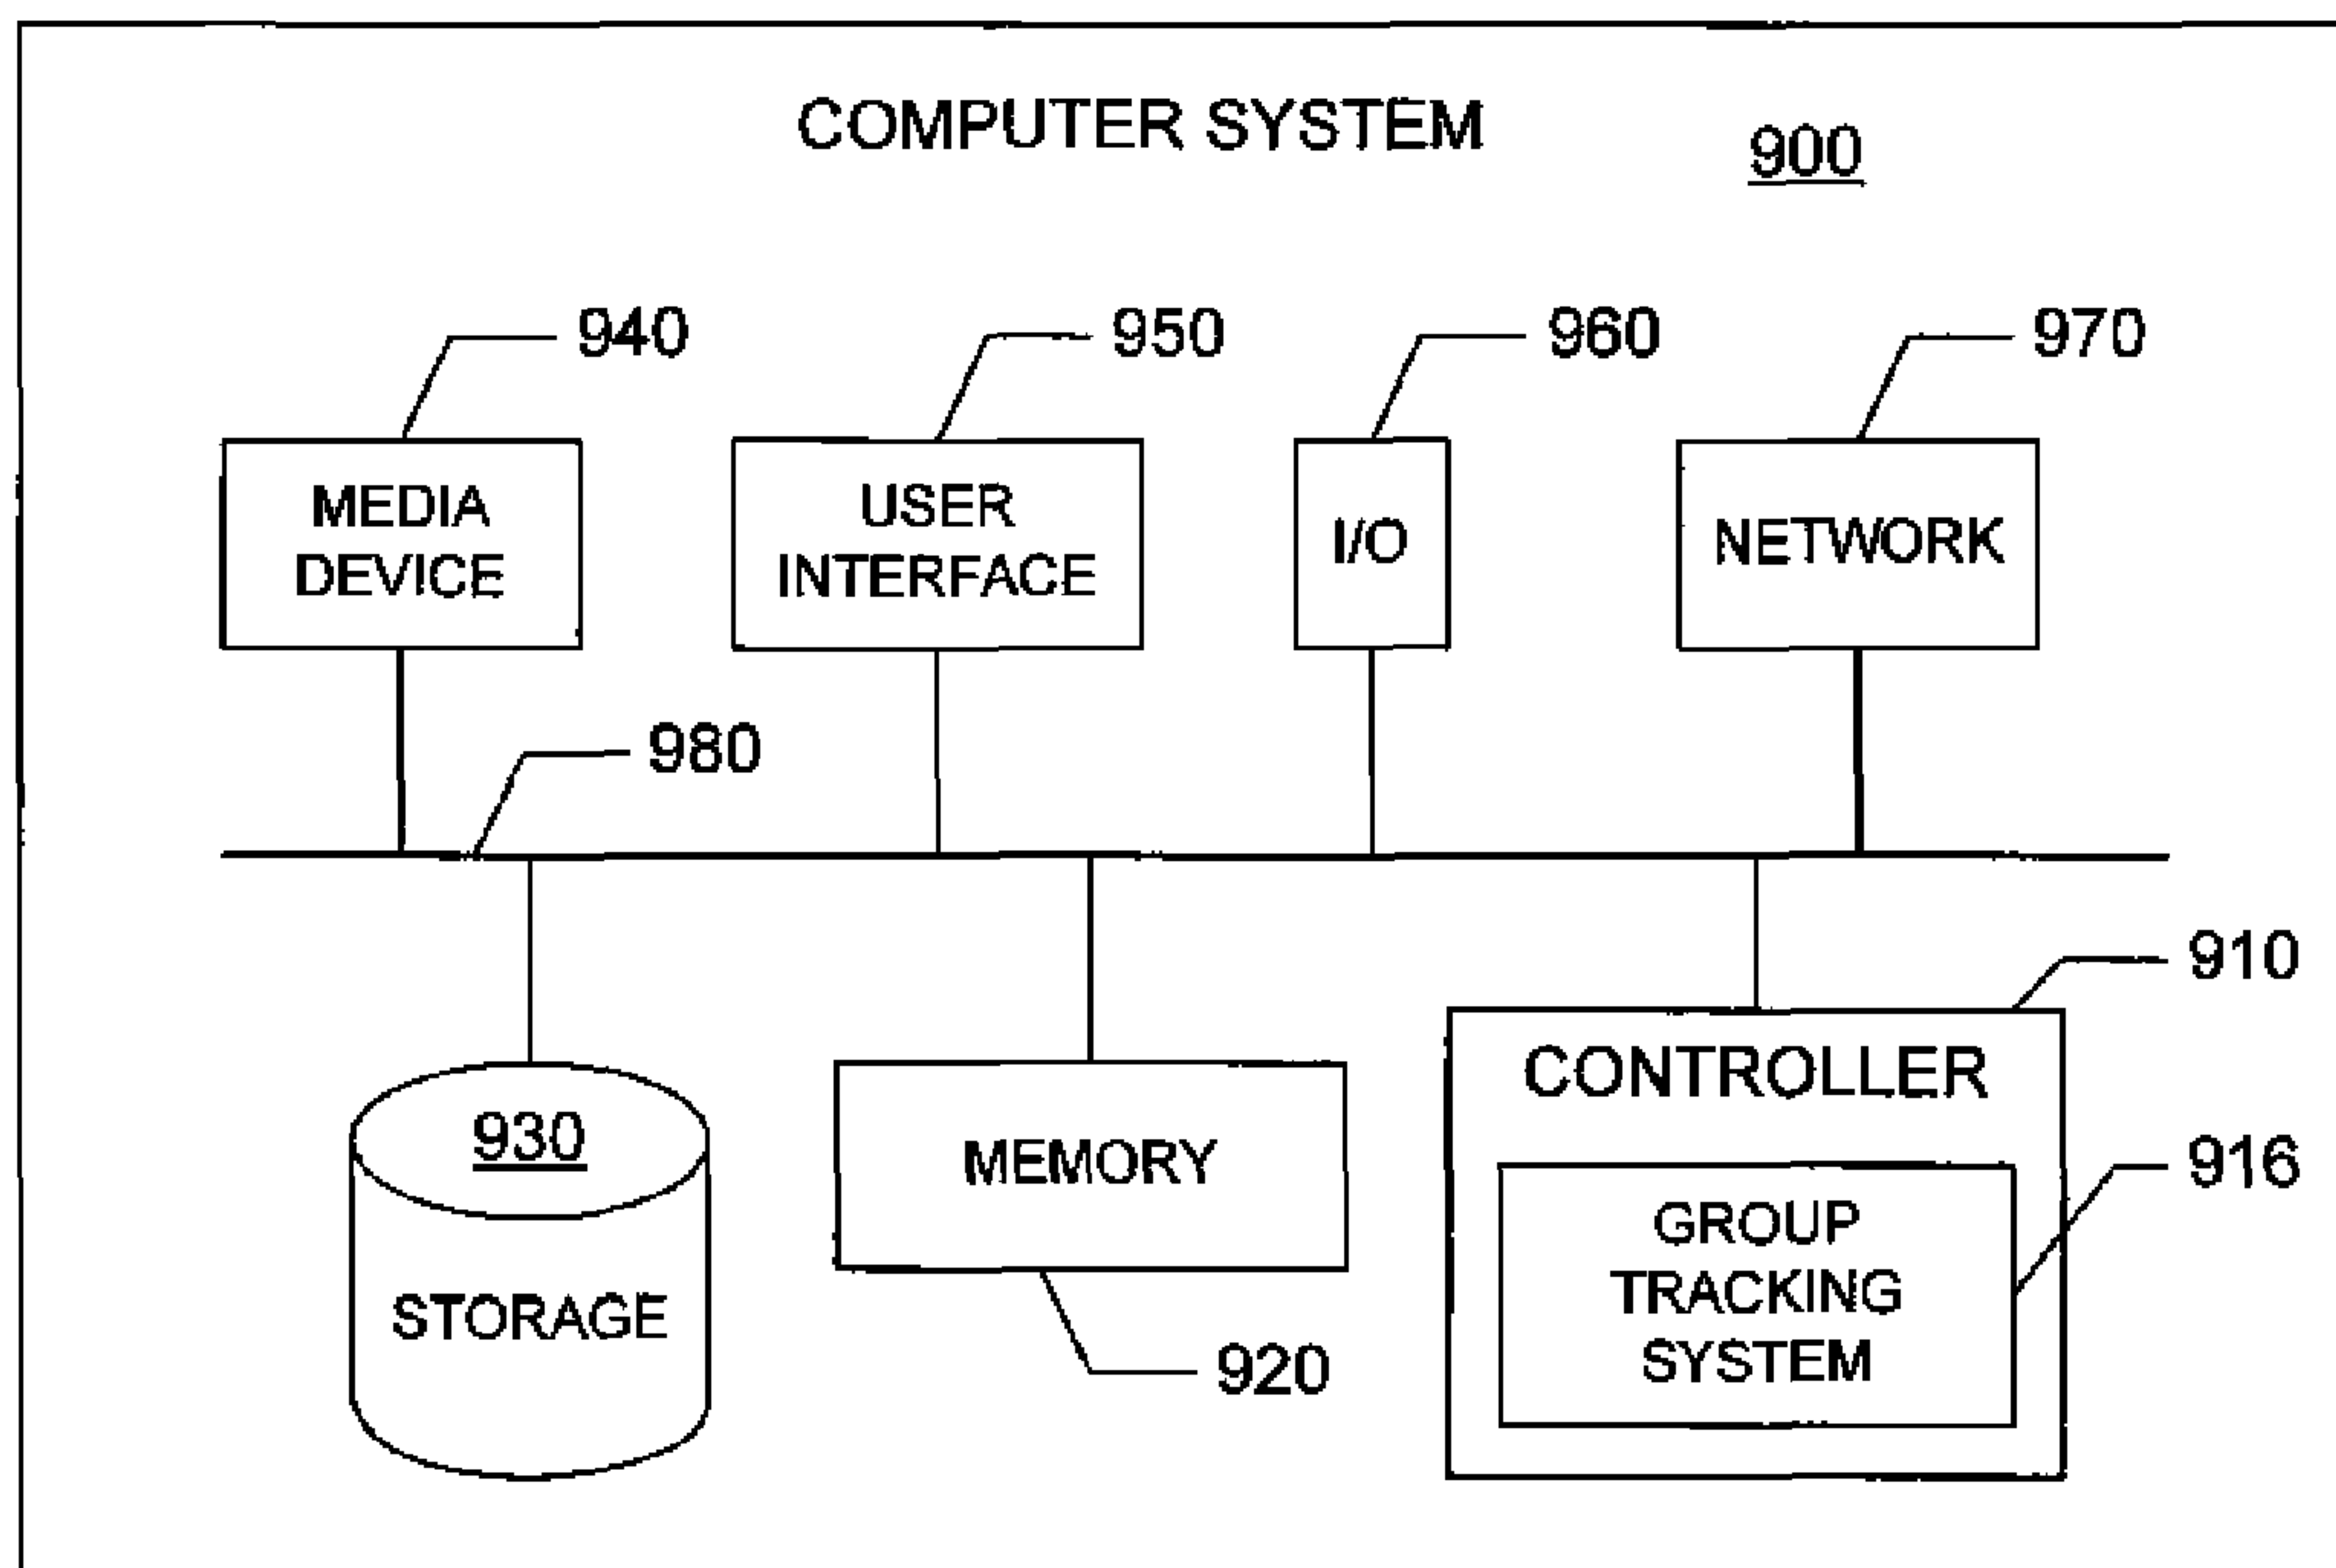 COMPUTER SYSTEM
900
940
950
960
970
MEDIA
DEVICE
USER
INTERFACE
I/O
NETWORK
980
910
CONTROLLER
930
STORAGE
MEMORY
920
916
GROUP
TRACKING
SYSTEM